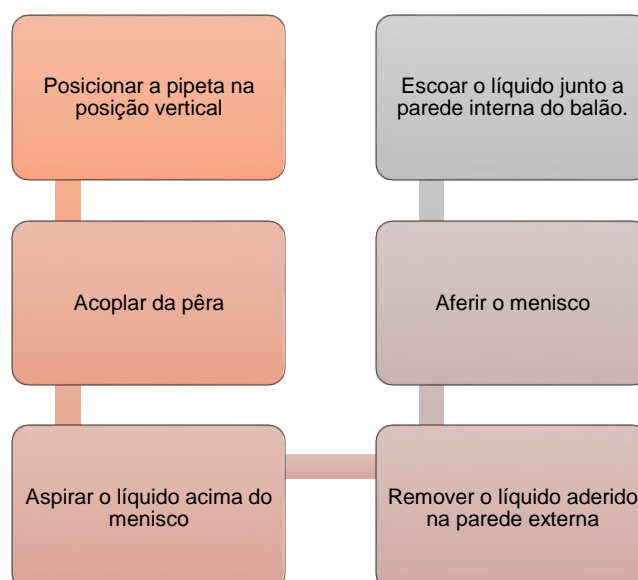 Posicionar a pipeta na
posição vertical
Acoplar da pêra
Aspirar o líquido acima do
menisco
Remover o líquido aderido
na parede externa
Aferir o menisco
Escoar o líquido junto a
parede interna do balão.